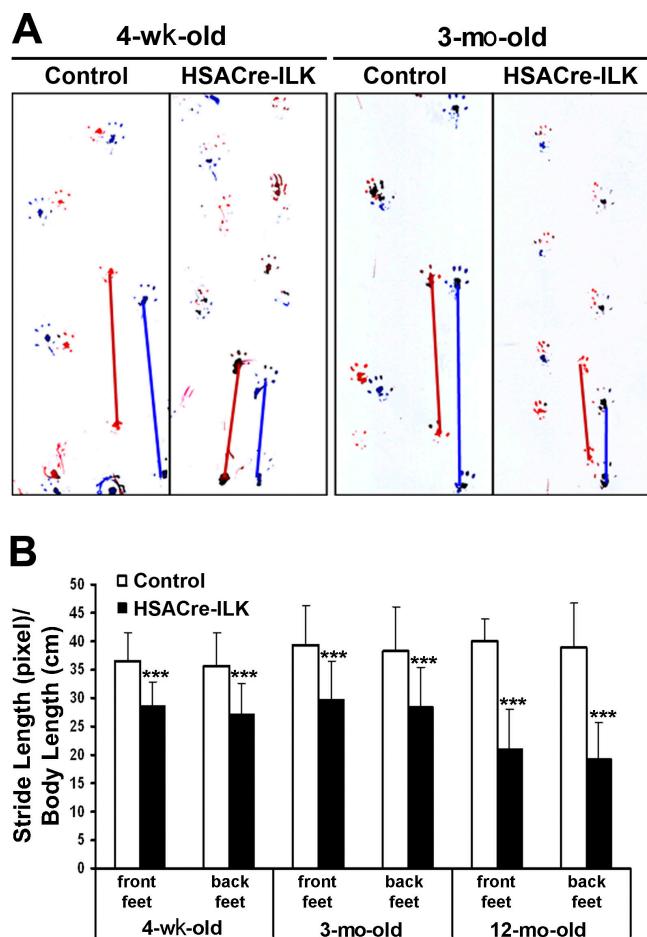 A
4-wk-old 3-mo-old
Control HSACre-ILK Control HSACre-ILK
B
Stride Length (pixel)/
Body Length (cm)
50
45
40
35
30
25
20
15
10
5
0
Control
HSACre-ILK
*** *** *** *** *** ***
front back front back front back
feet feet feet feet feet feet
4-wk-old 3-mo-old 12-mo-old